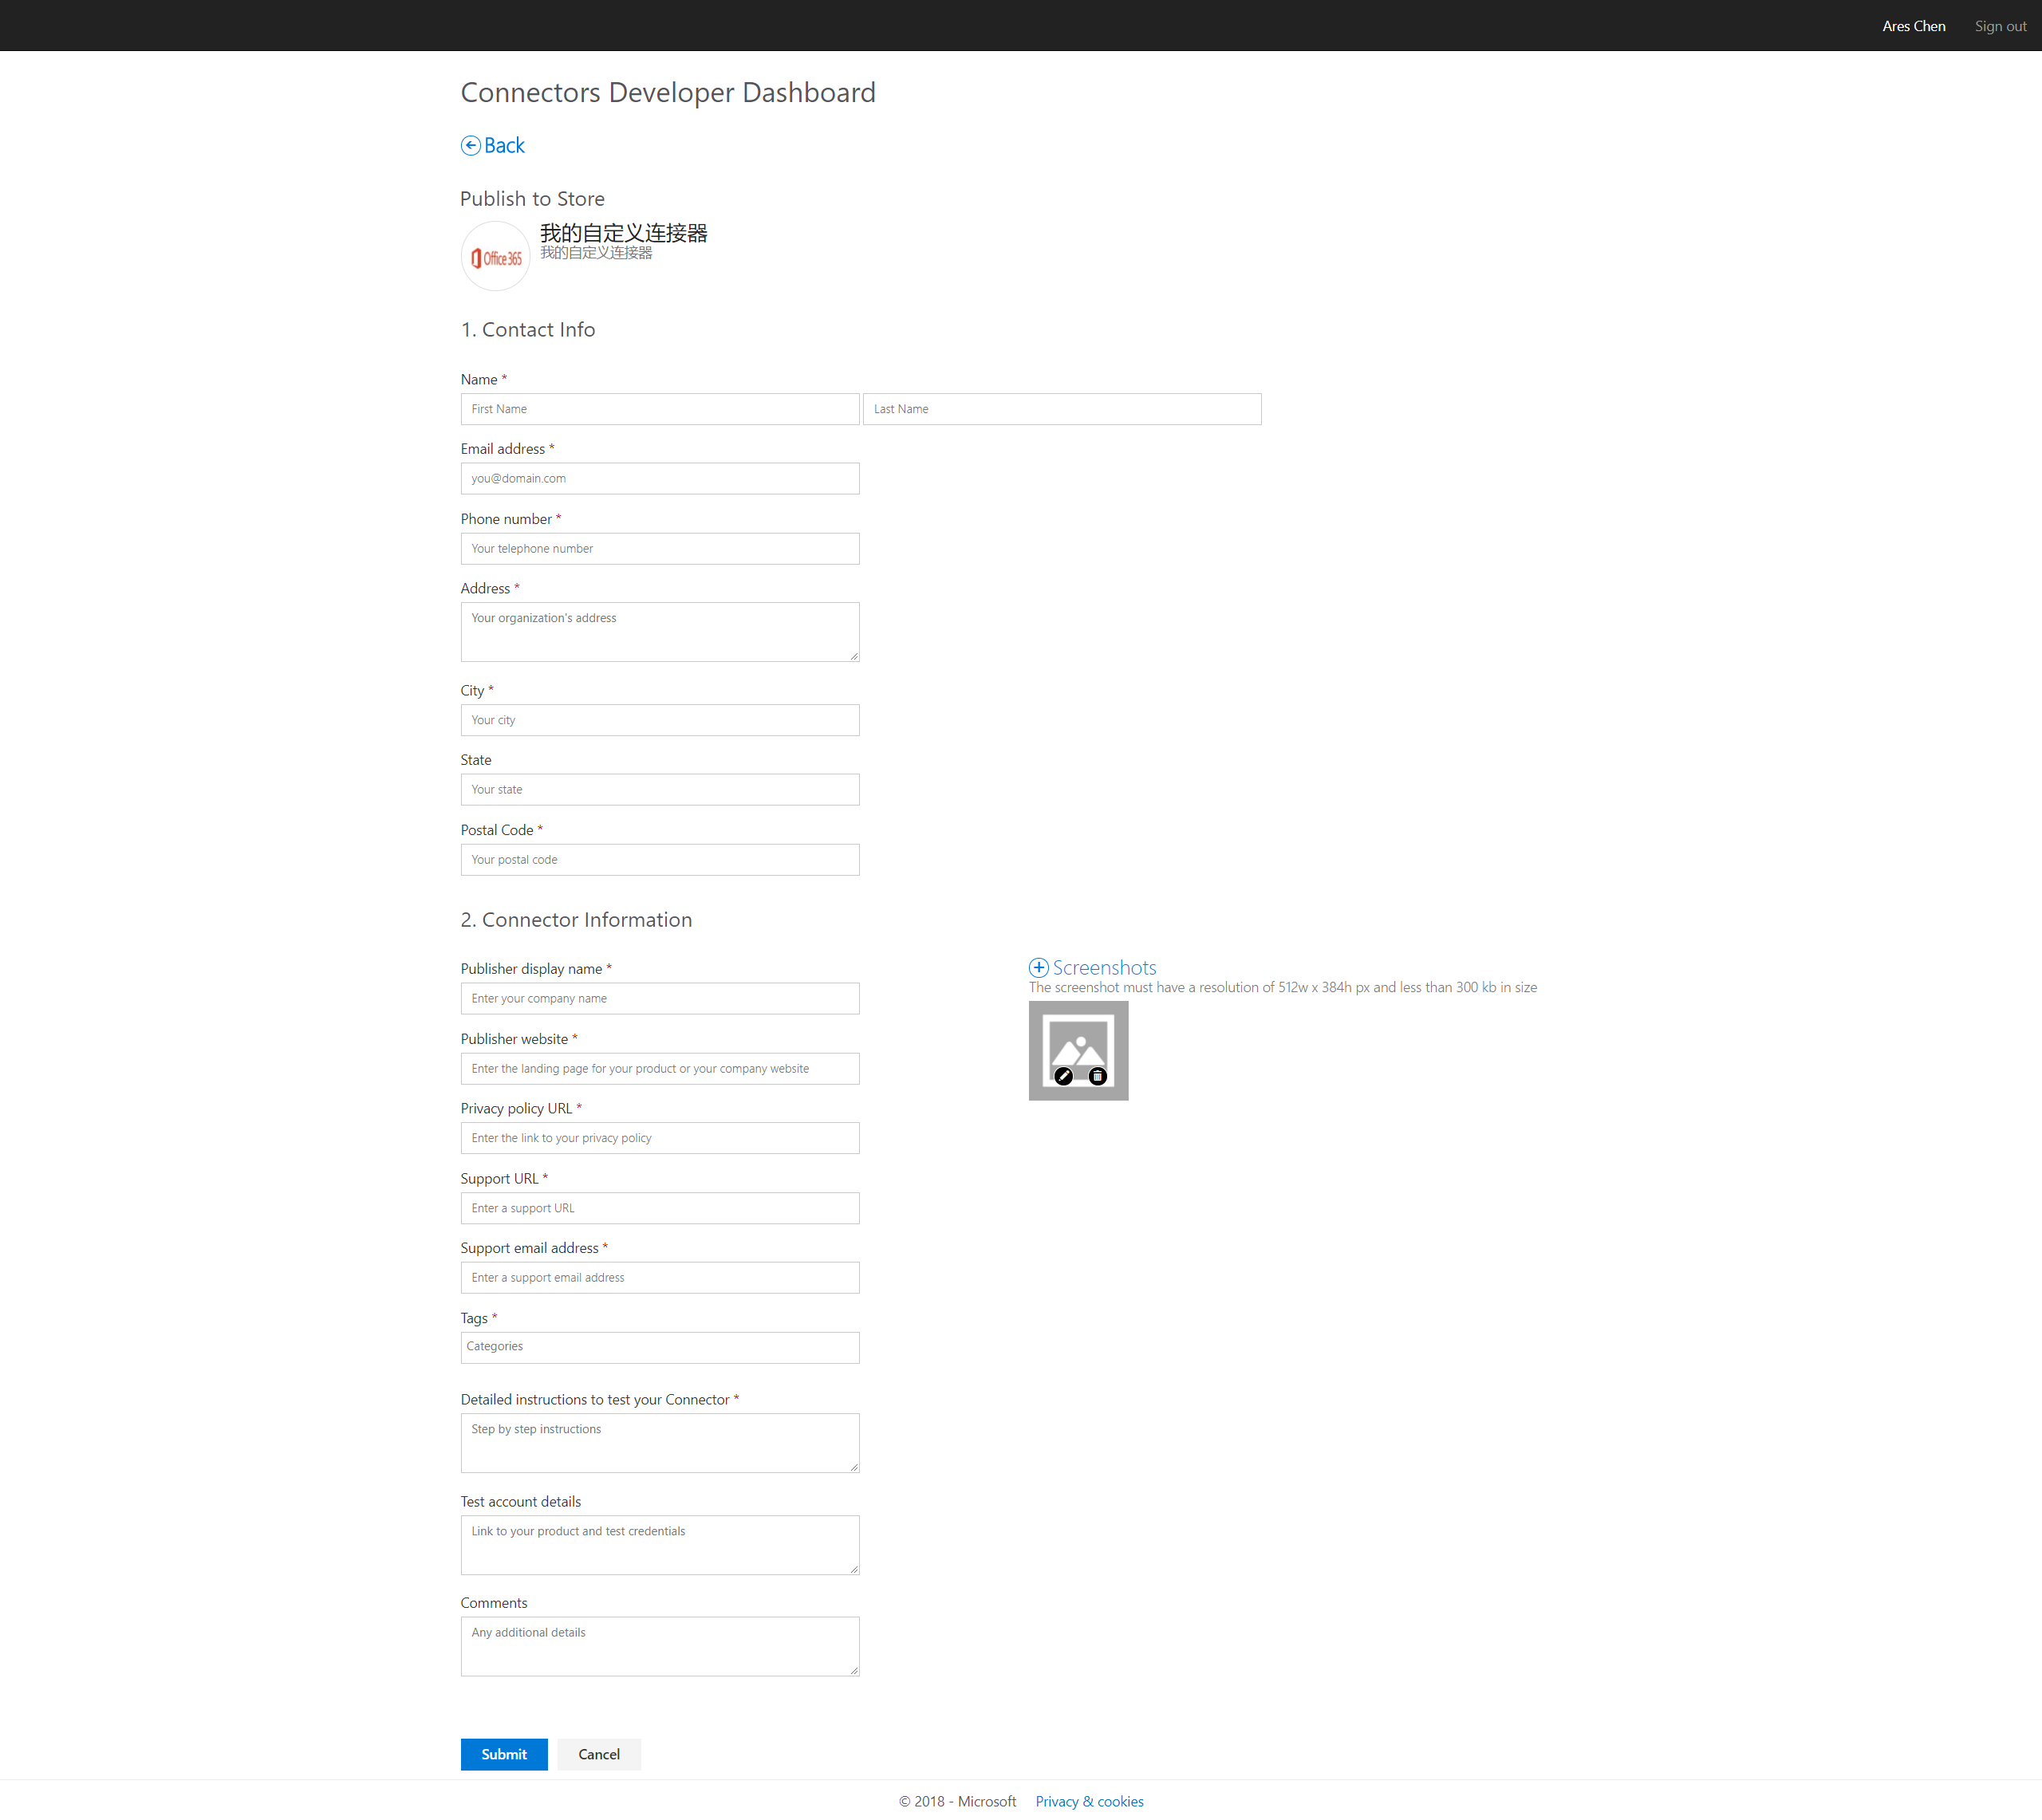 Ares Chen Sign out
Connectors Developer Dashboard
Back
Publish to Store
我的自定义连接器
我的自定义连接器
Office 365
1. Contact Info
Name *
First Name Last Name
Email address *
you@domain.com
Phone number *
Your telephone number
Address *
Your organization's address
City *
Your city
State
Your state
Postal Code *
Your postal code
2. Connector Information
Publisher display name *
Enter your company name
Publisher website *
Enter the landing page for your product or your company website
Privacy policy URL *
Enter the link to your privacy policy
Support URL *
Enter a support URL
Support email address *
Enter a support email address
Tags *
Categories
Detailed instructions to test your Connector *
Step by step instructions
Test account details
Link to your product and test credentials
Comments
Any additional details
Screenshots
The screenshot must have a resolution of 512w x 384h px and less than 300 kb in size
Submit Cancel
© 2018 - Microsoft Privacy & cookies